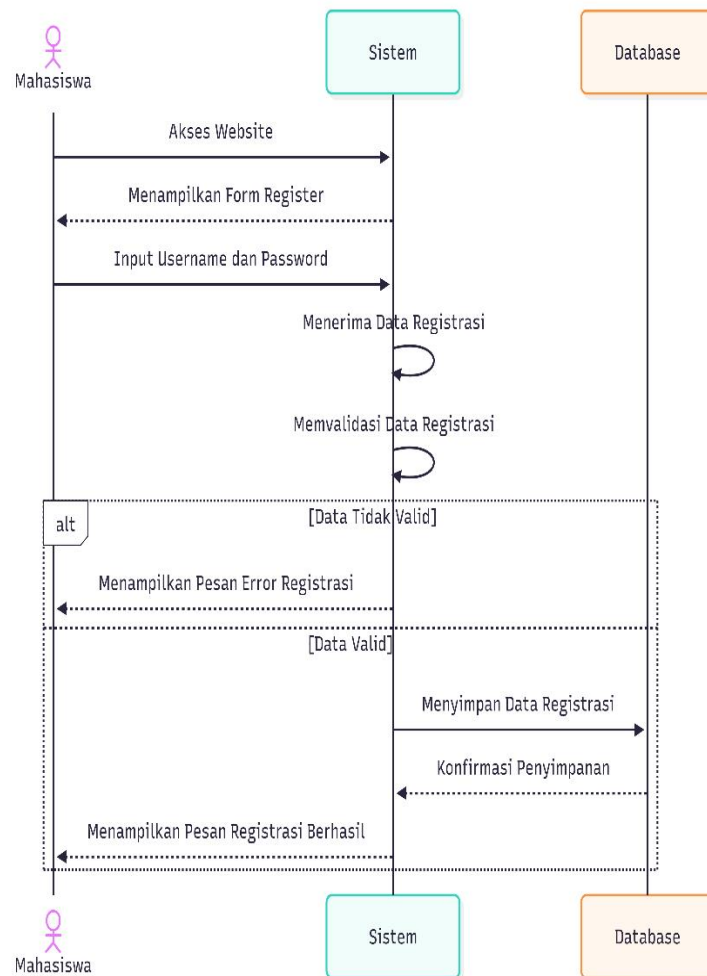 Mahasiswa
Sistem
Database
Akses Website
Menampilkan Form Register
Input Username dan Password
Menerima Data Registrasi
Memvalidasi Data Registrasi
alt
[Data Tidak Valid]
Menampilkan Pesan Error Registrasi
[Data Valid]
Menyimpan Data Registrasi
Konfirmasi Penyimpanan
Menampilkan Pesan Registrasi Berhasil
Mahasiswa
Sistem
Database